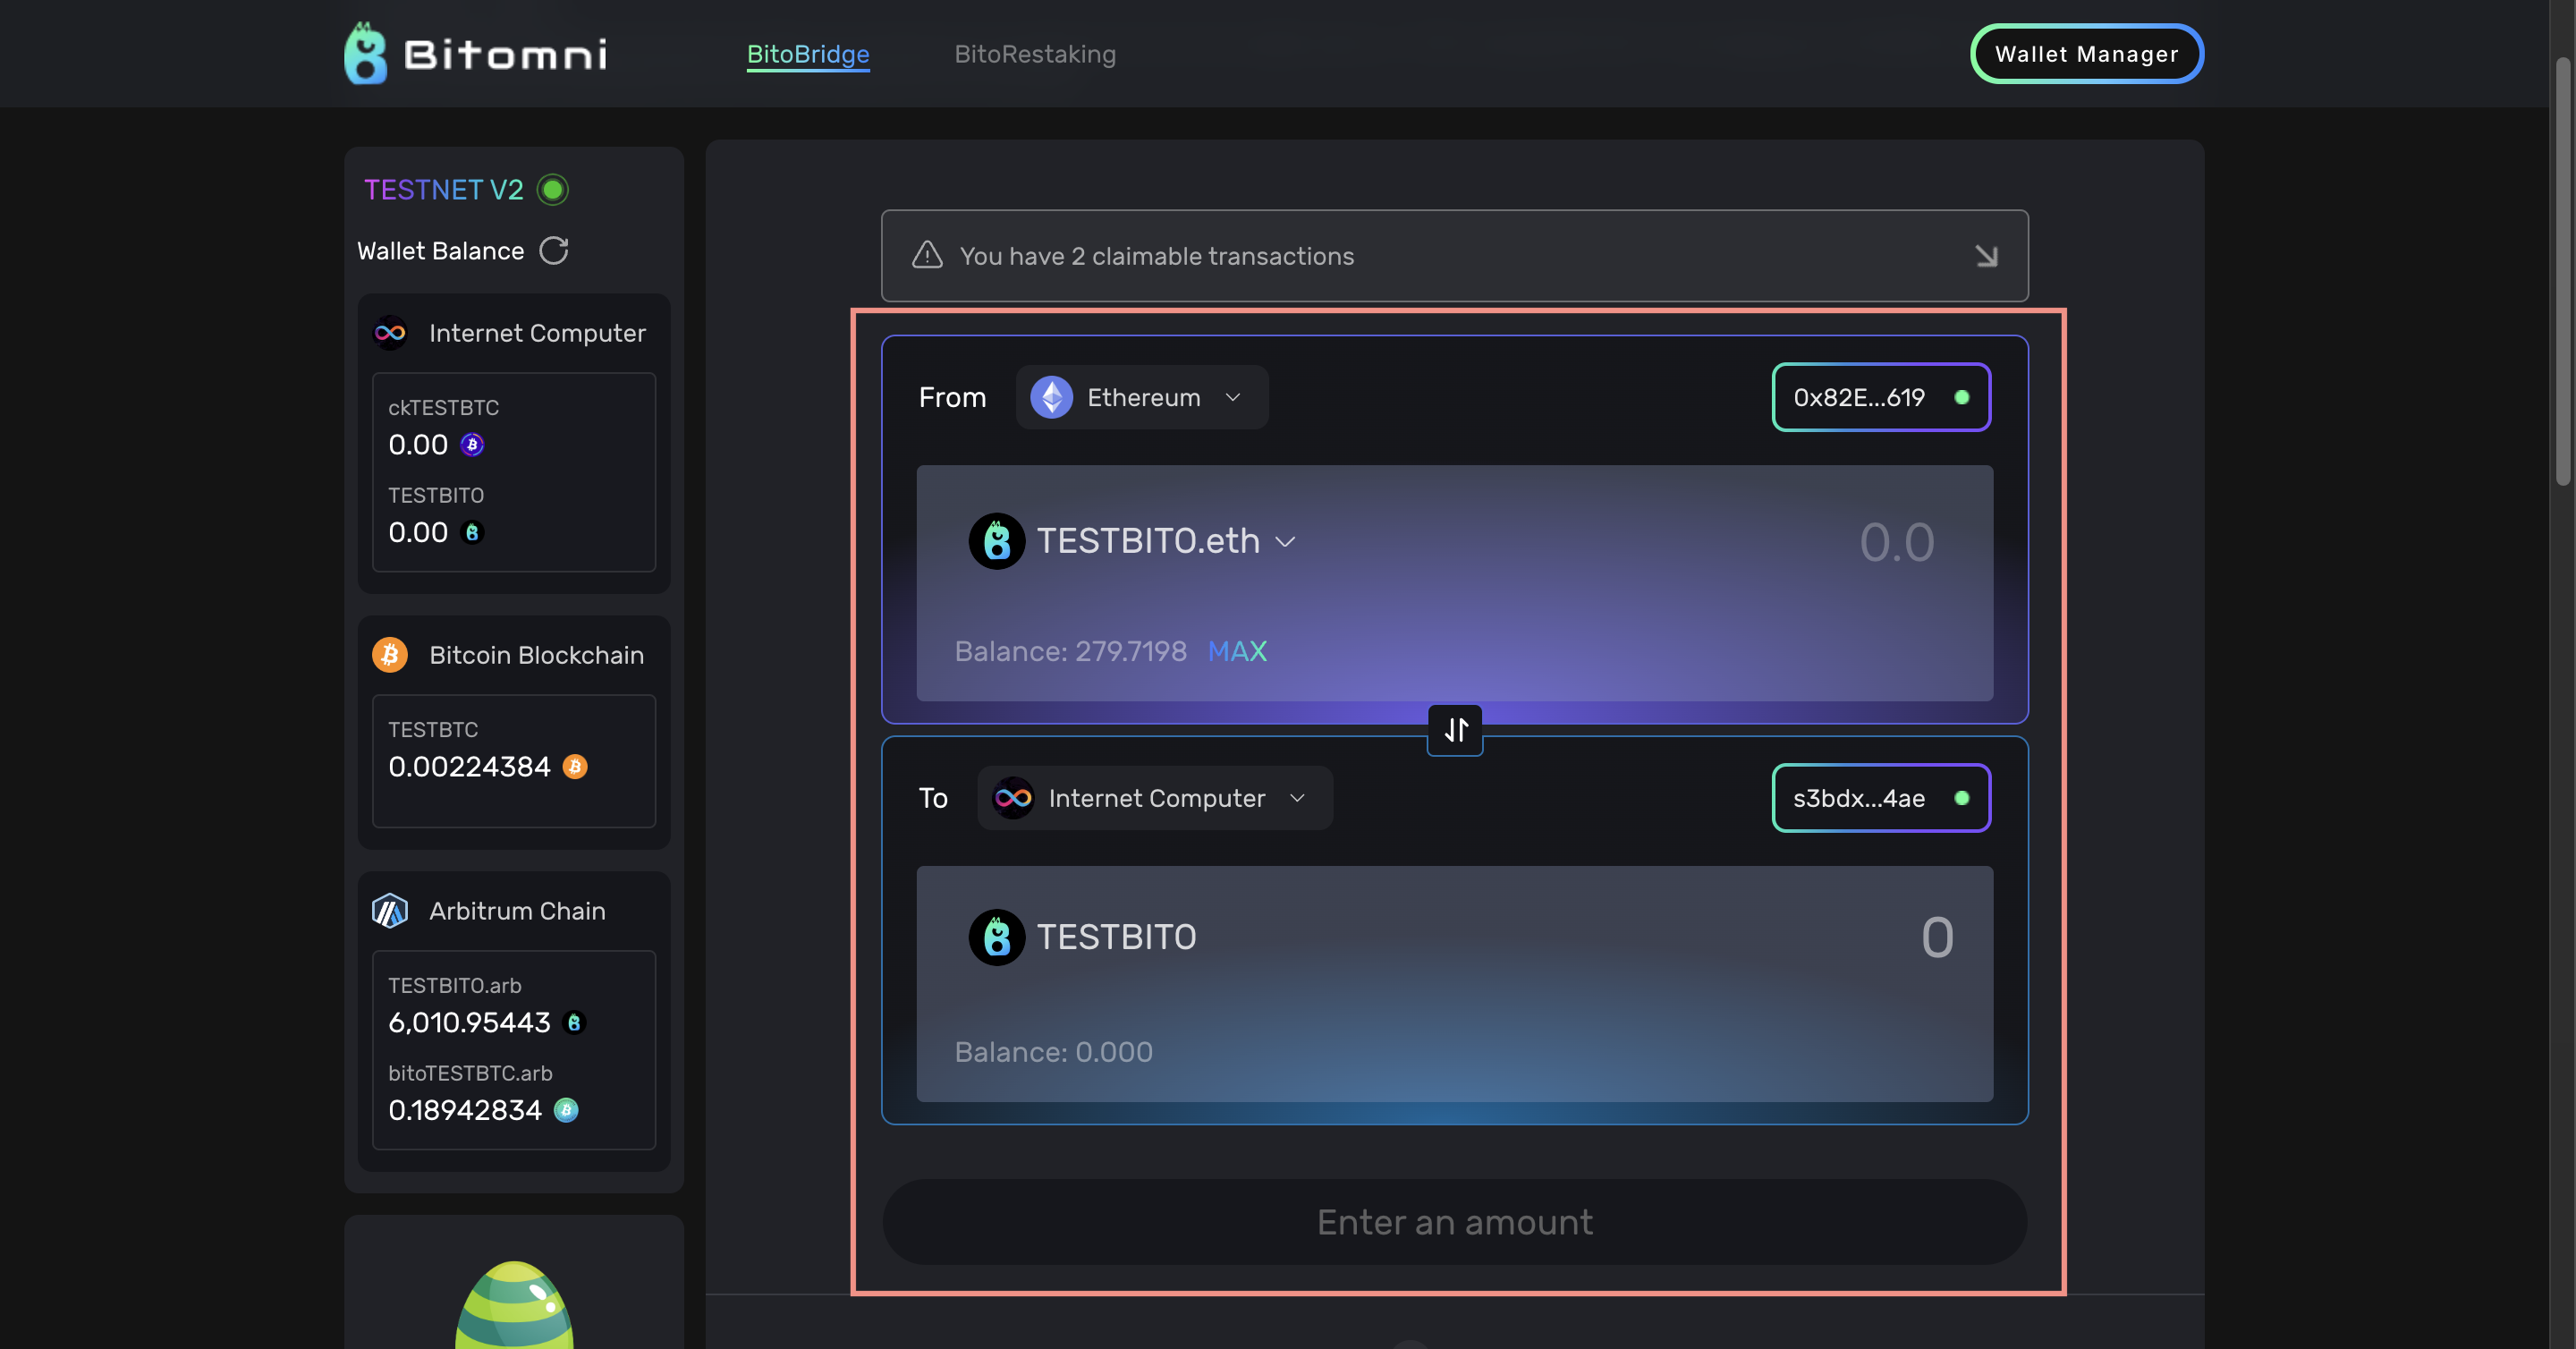 Bitomni
BitoBridge
BitoRestaking
Wallet Manager
TESTNET V2
Wallet Balance
Internet Computer
ckTESTBTC
0.00
TESTBITO
0.00
Bitcoin Blockchain
TESTBTC
0.00224384
Arbitrum Chain
TESTBITO.arb
6,010.95443
bitoTESTBTC.arb
0.18942834
You have 2 claimable transactions
From
Ethereum
0x82E...619
TESTBITO.eth
0.0
Balance: 279.7198 MAX
To
Internet Computer
s3bdx...4ae
TESTBITO
0
Balance: 0.000
Enter an amount